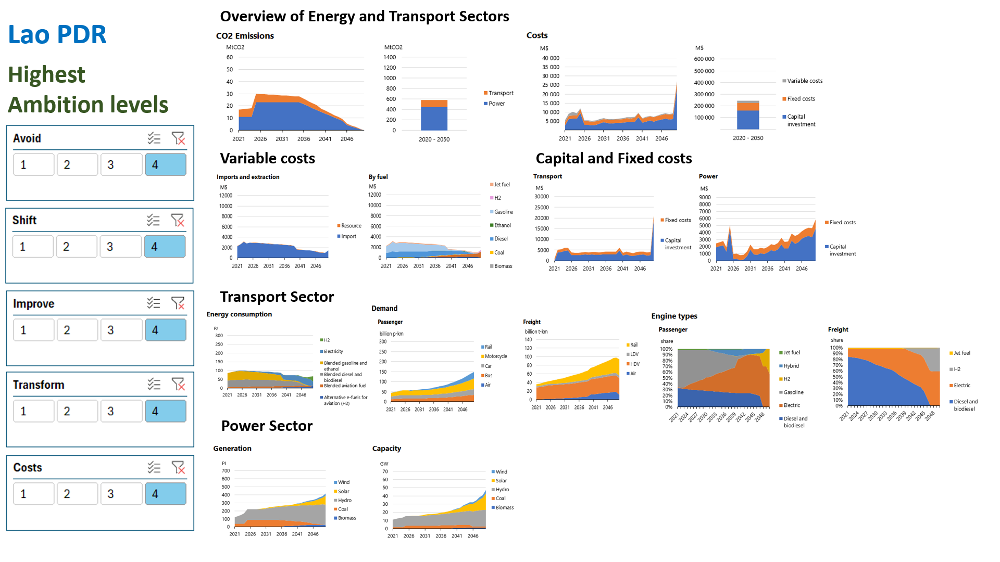 Lao PDR
Highest
Ambition levels
Avoid
1 2 3 4
Shift
1 2 3 4
Improve
1 2 3 4
Transform
1 2 3 4
Costs
1 2 3 4
Overview of Energy and Transport Sectors
CO2 Emissions
MtCO2
60
50
40
30
20
10
0
2021 2026 2031 2036 2041 2046
MtCO2
1400
1200
1000
800
600
400
200
0
2020 - 2050
Transport
Power
Costs
M$
40 000
35 000
30 000
25 000
20 000
15 000
10 000
5 000
2021 2026 2031 2036 2041 2046
M$
600 000
500 000
400 000
300 000
200 000
100 000
2020 - 2050
Variable costs
Fixed costs
Capital
investment
Variable costs
Imports and extraction
M$
12000
10000
8000
6000
4000
2000
0
2021 2026 2031 2036 2041 2046
Resource
Import
By fuel
M$
12000
10000
8000
6000
4000
2000
0
2021 2026 2031 2036 2041 2046
Jet fuel
H2
Gasoline
Ethanol
Diesel
Coal
Biomass
Capital and Fixed costs
Transport
M$
30000
25000
20000
15000
10000
5000
0
2021 2026 2031 2036 2041 2046
Fixed costs
Capital
investment
Power
M$
9000
8000
7000
6000
5000
4000
3000
2000
1000
0
2021 2026 2031 2036 2041 2046
Fixed costs
Capital
investment
Transport Sector
Energy consumption
PJ
300
250
200
150
100
50
0
2021 2026 2031 2036 2041 2046
H2
Electricity
Blended gasoline and
ethanol
Blended diesel and
biodiesel
Blended aviation fuel
Alternative e-fuels for
aviation (H2)
Demand
Passenger
billion p-km
300
250
200
150
100
50
0
2021 2026 2031 2036 2041 2046
Rail
Motorcycle
Car
Bus
Air
Freight
billion t-km
140
120
100
80
60
40
20
0
2021 2026 2031 2036 2041 2046
Rail
LDV
HDV
Air
Engine types
Passenger
share
100%
90%
80%
70%
60%
50%
40%
30%
20%
10%
0%
2021 2024 2027 2030 2033 2036 2039 2042 2045 2048
Jet fuel
Hybrid
H2
Gasoline
Electric
Diesel and
biodiesel
Freight
share
100%
90%
80%
70%
60%
50%
40%
30%
20%
10%
0%
2021 2024 2027 2030 2033 2036 2039 2042 2045 2048
Jet fuel
H2
Electric
Diesel and
biodiesel
Power Sector
Generation
PJ
700
600
500
400
300
200
100
0
2021 2026 2031 2036 2041 2046
Wind
Solar
Hydro
Coal
Biomass
Capacity
GW
70
60
50
40
30
20
10
0
2021 2026 2031 2036 2041 2046
Wind
Solar
Hydro
Coal
Biomass